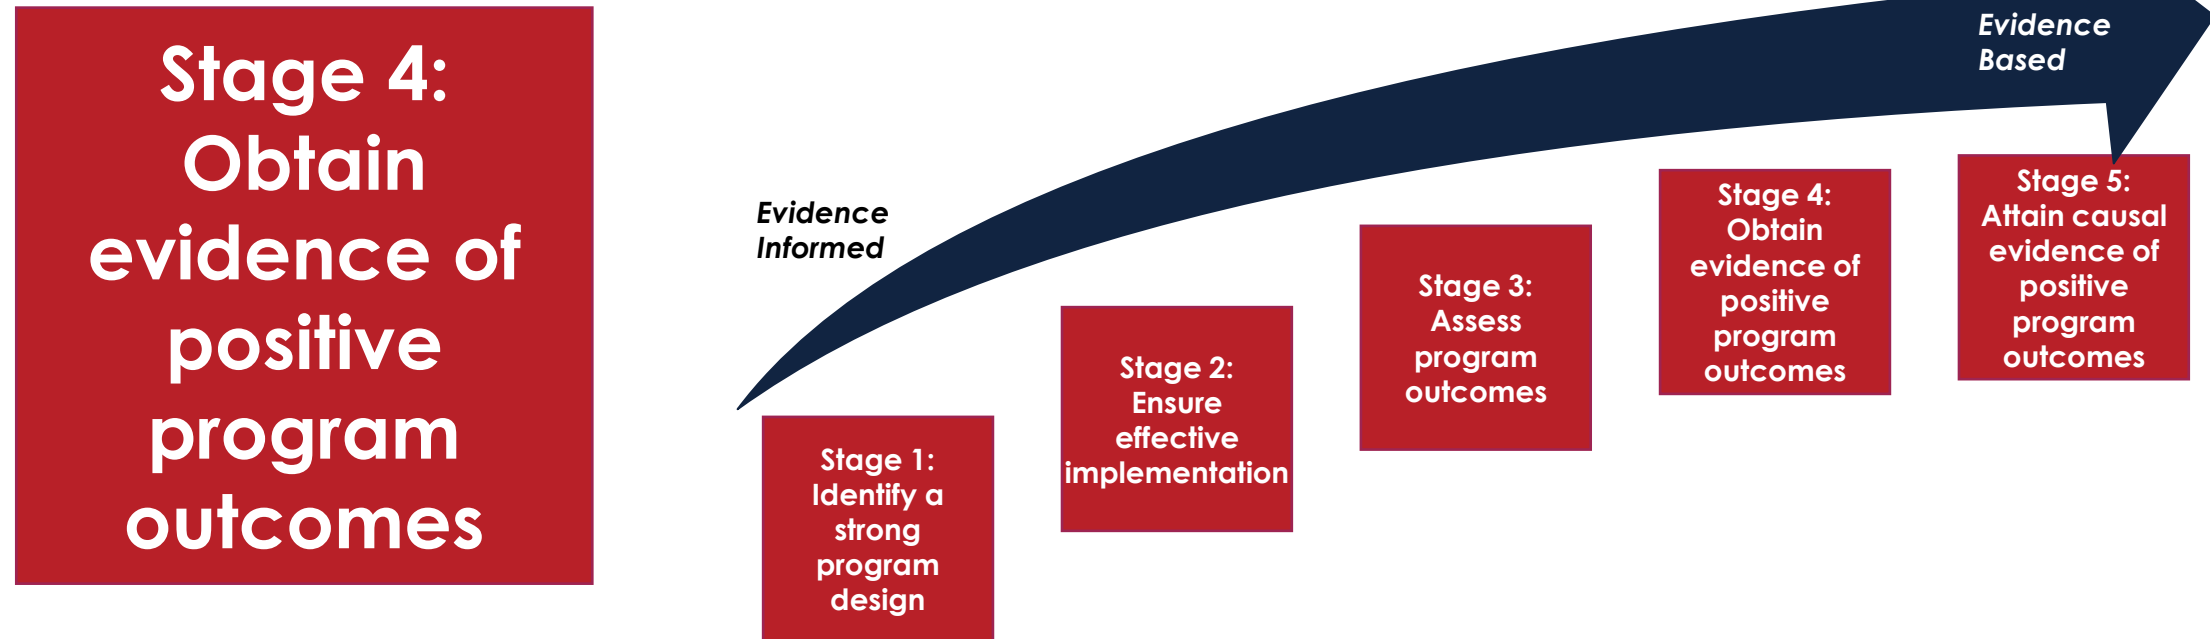 Stage 4:
Obtain
evidence of
positive
program
outcomes
Evidence
Informed
Evidence
Based
Stage 1:
Identify a
strong
program
design
Stage 2:
Ensure
effective
implementation
Stage 3:
Assess
program
outcomes
Stage 4:
Obtain
evidence of
positive
program
outcomes
Stage 5:
Attain causal
evidence of
positive
program
outcomes